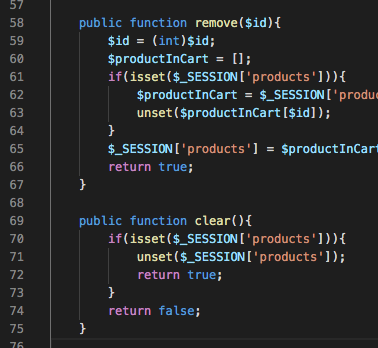 57
58 public function remove($id){
59 $id = (int)$id;
60 $productInCart = [];
61 if(isset($_SESSION['products'])){
62 $productInCart = $_SESSION['produc
63 unset($productInCart[$id]);
64 }
65 $_SESSION['products'] = $productInCart
66 return true;
67 }
68
69 public function clear(){
70 if(isset($_SESSION['products'])){
71 unset($_SESSION['products']);
72 return true;
73 }
74 return false;
75 }
76